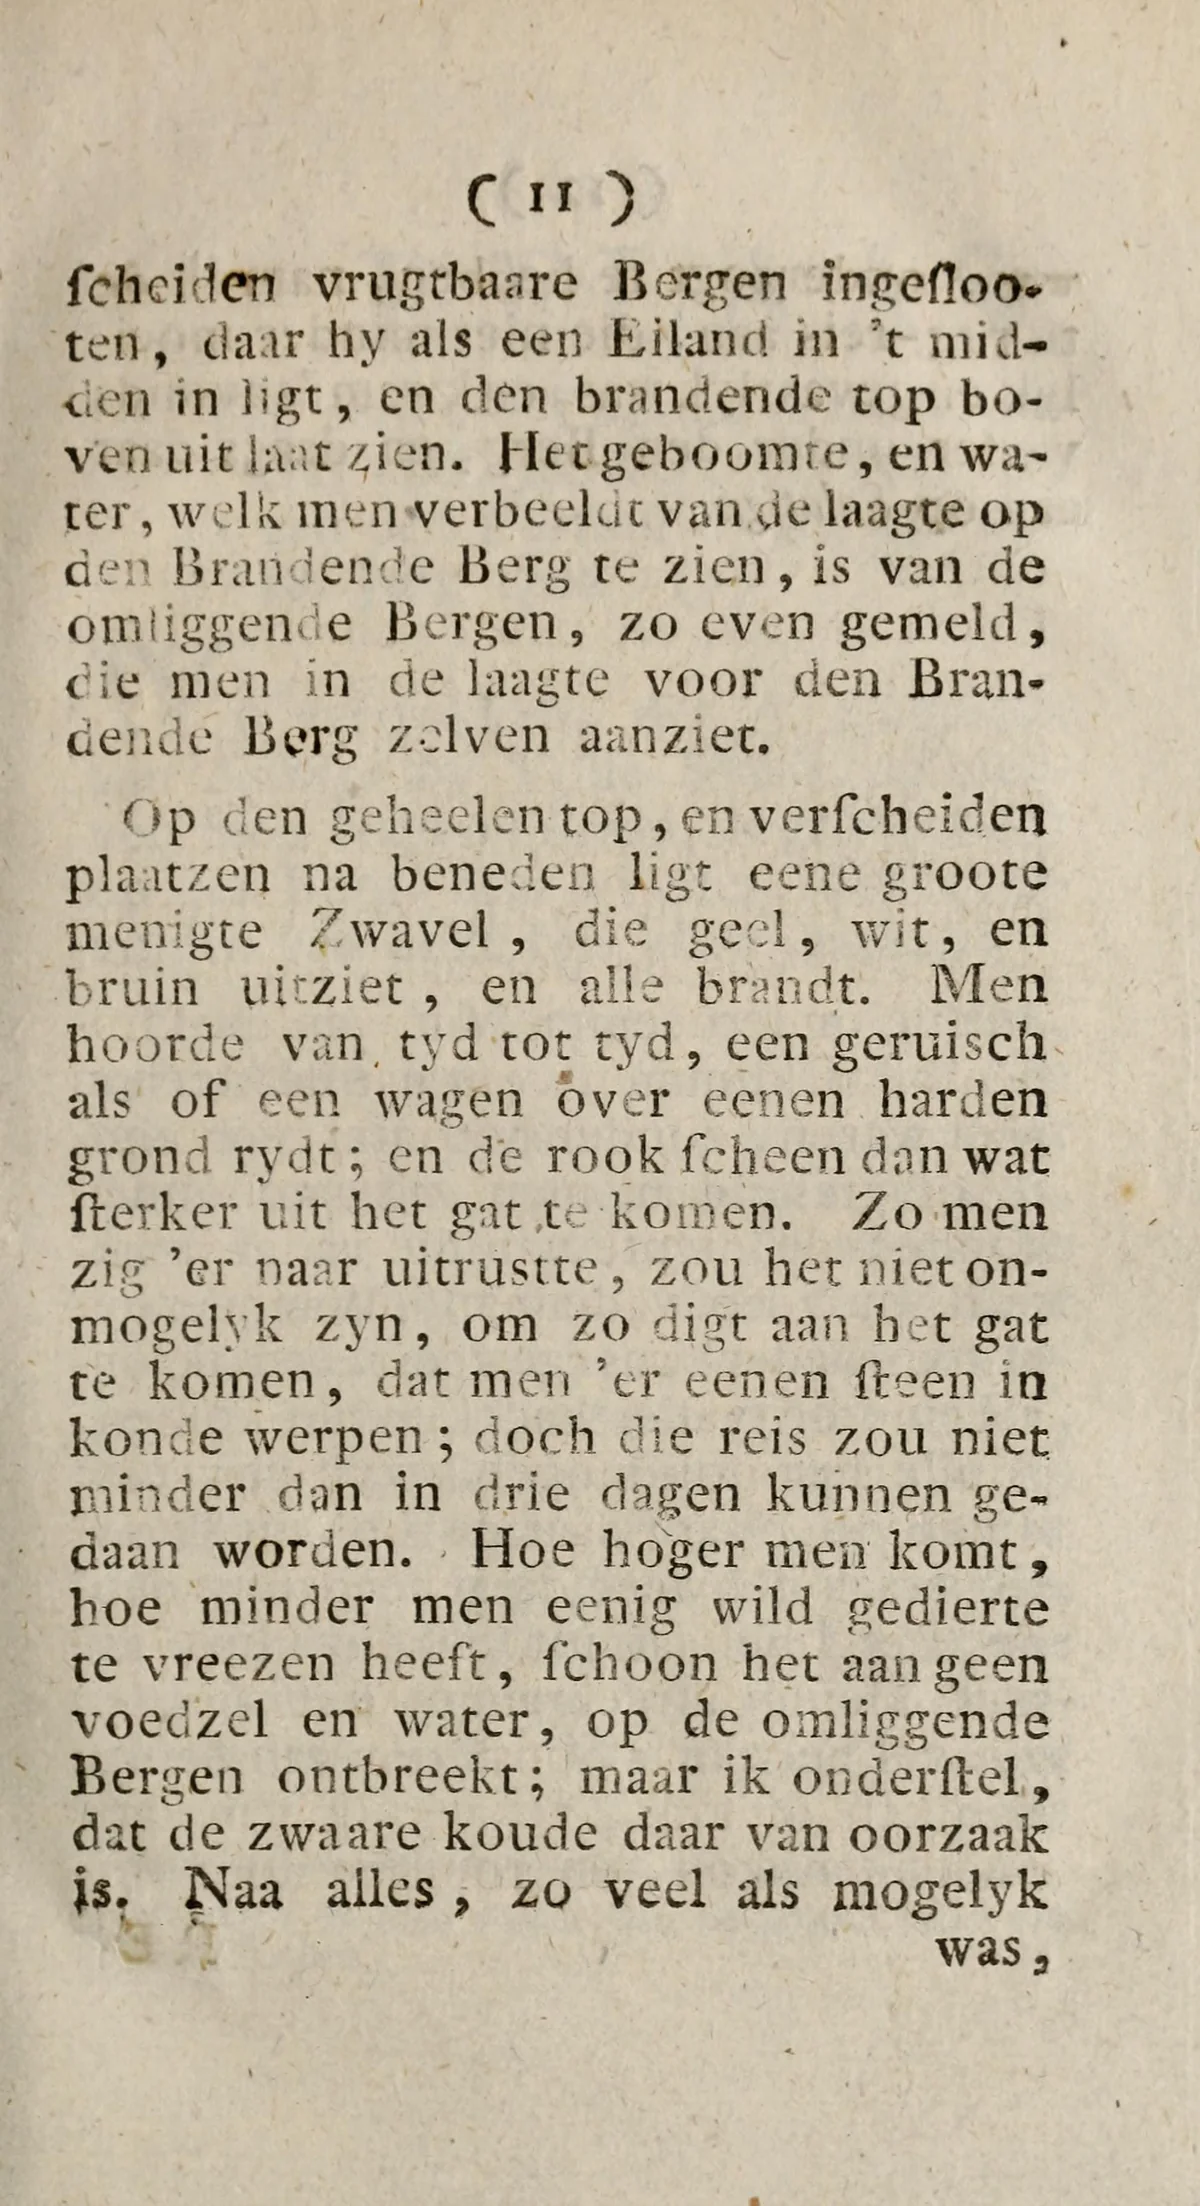 ( 11 )
ſcheiden vrugtbaare Bergen ingeſloo-
ten, daar hy als een Eiland in 't mid-
den in ligt, en den brandende top bo-
ven uit laat zien. Het geboomte, en wa-
ter, welk men verbeeldt van de laagte op
den Brandende Berg te zien, is van de
omliggende Bergen, zo even gemeld,
die men in de laagte voor den Bran-
dende Berg zelven aanziet.
Op den geheelen top, en verſcheiden
plaatzen na beneden ligt eene groote
menigte Zwavel, die geel, wit, en
bruin uitziet, en alle brandt. Men
hoorde van tyd tot tyd, een geruisch
als of een wagen over eenen harden
grond rydt; en de rook ſcheen dan wat
ſterker uit het gat te komen. Zo men
zig 'er naar uitrustte, zou het niet on-
mogelyk zyn, om zo digt aan het gat
te komen, dat men 'er eenen ſteen in
konde werpen; doch die reis zou niet
minder dan in drie dagen kunnen ge-
daan worden. Hoe hoger men komt,
hoe minder men eenig wild gedierte
te vreezen heeft, ſchoon het aan geen
voedzel en water, op de omliggende
Bergen ontbreekt; maar ik onderſtel,
dat de zwaare koude daar van oorzaak
is. Naa alles, zo veel als mogelyk
was,